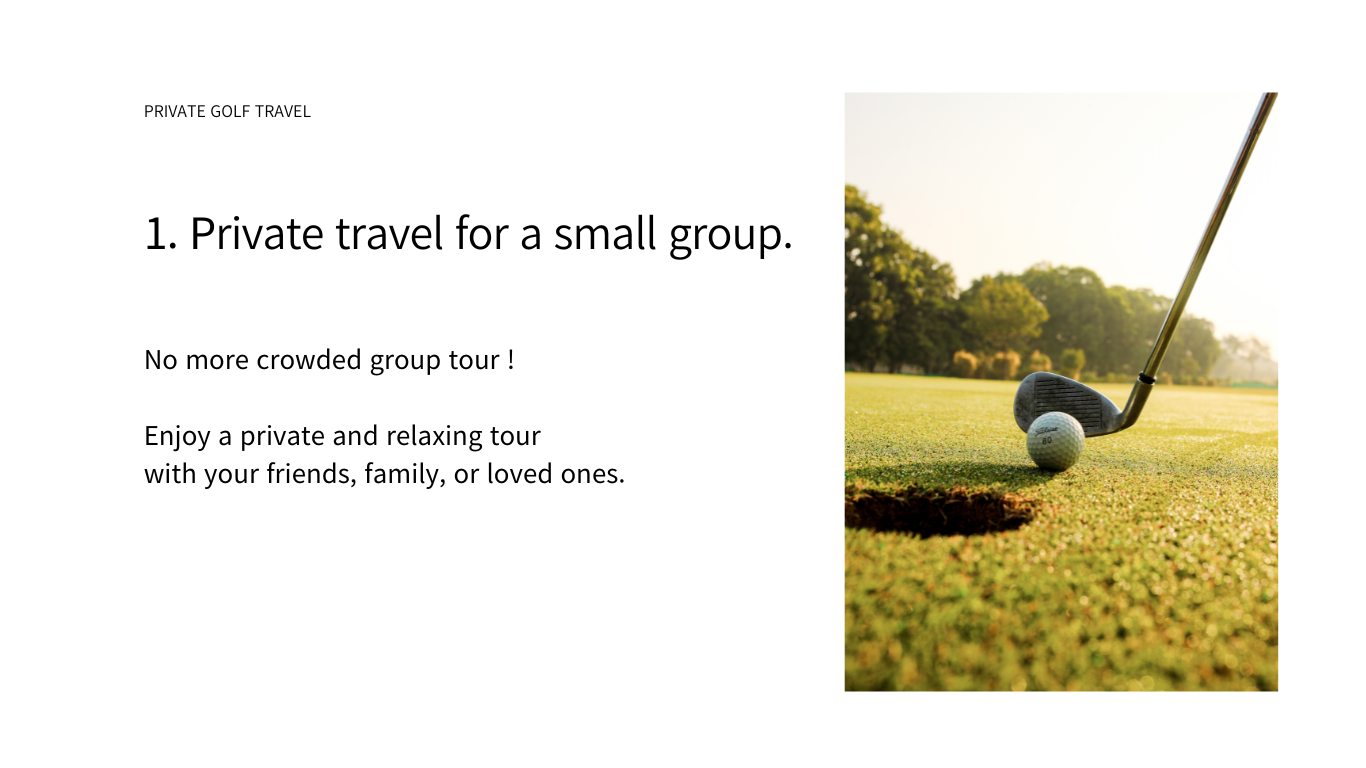 PRIVATE GOLF TRAVEL
1. Private travel for a small group.
No more crowded group tour !
Enjoy a private and relaxing tour
with your friends, family, or loved ones.
80